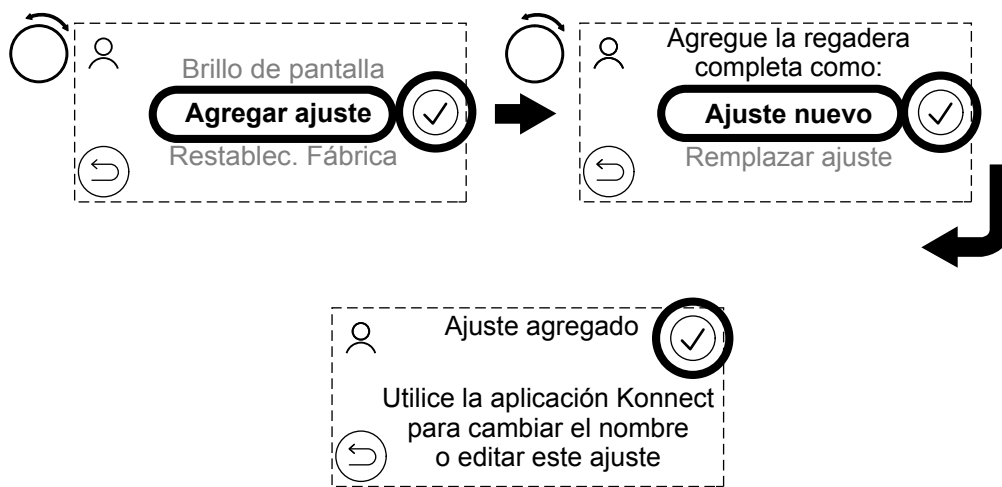 Brillo de pantalla
Agregar ajuste
Restablec. Fábrica
Agregue la regadera
completa como:
Ajuste nuevo
Remplazar ajuste
Ajuste agregado
Utilice la aplicación Konnect
para cambiar el nombre
o editar este ajuste